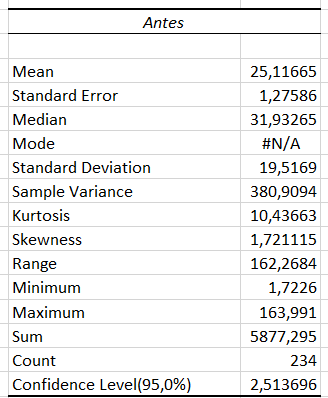 Antes
Mean 25,11665
Standard Error 1,27586
Median 31,93265
Mode #N/A
Standard Deviation 19,5169
Sample Variance 380,9094
Kurtosis 10,43663
Skewness 1,721115
Range 162,2684
Minimum 1,7226
Maximum 163,991
Sum 5877,295
Count 234
Confidence Level(95,0%) 2,513696